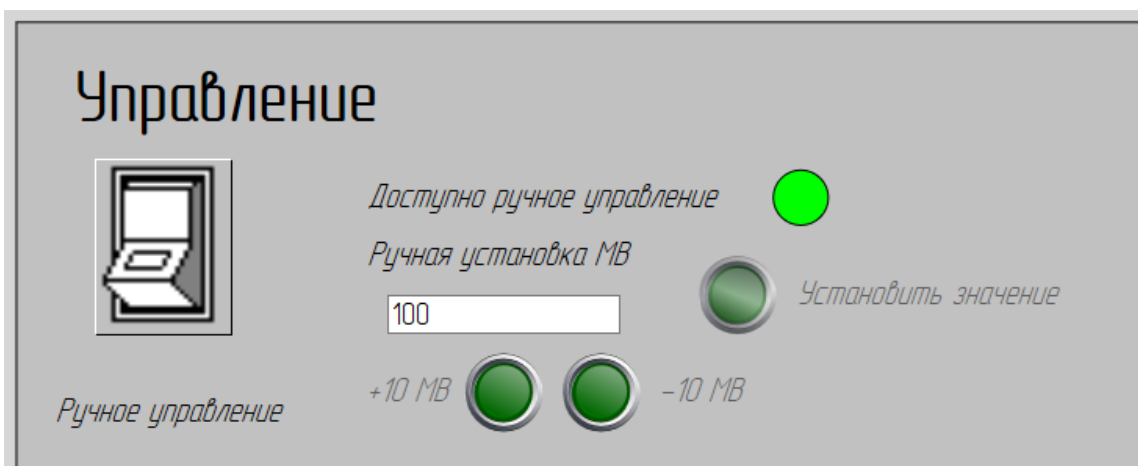 Управление
Доступно ручное управление
Ручная установка МВ
100
Установить значение
+10 МВ
-10 МВ
Ручное управление